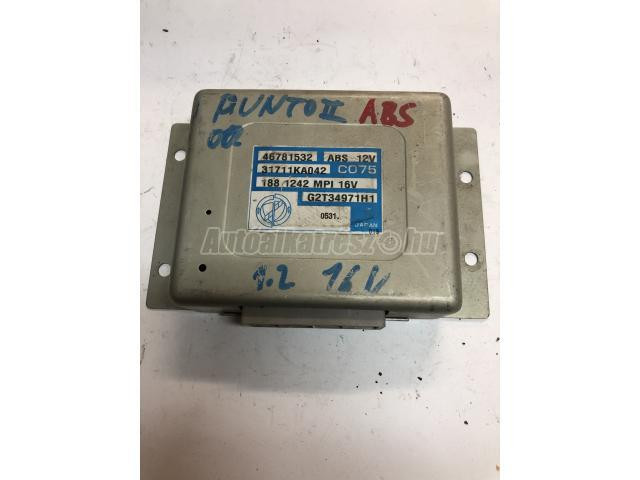 PUNTO II ABS
02
46781532 ABS 12V
31711KA042 C075
188 1242 MPI 16V
G2T34971H1
0531.
JAPAN
Autoalkatresz.hu
1.2 16V